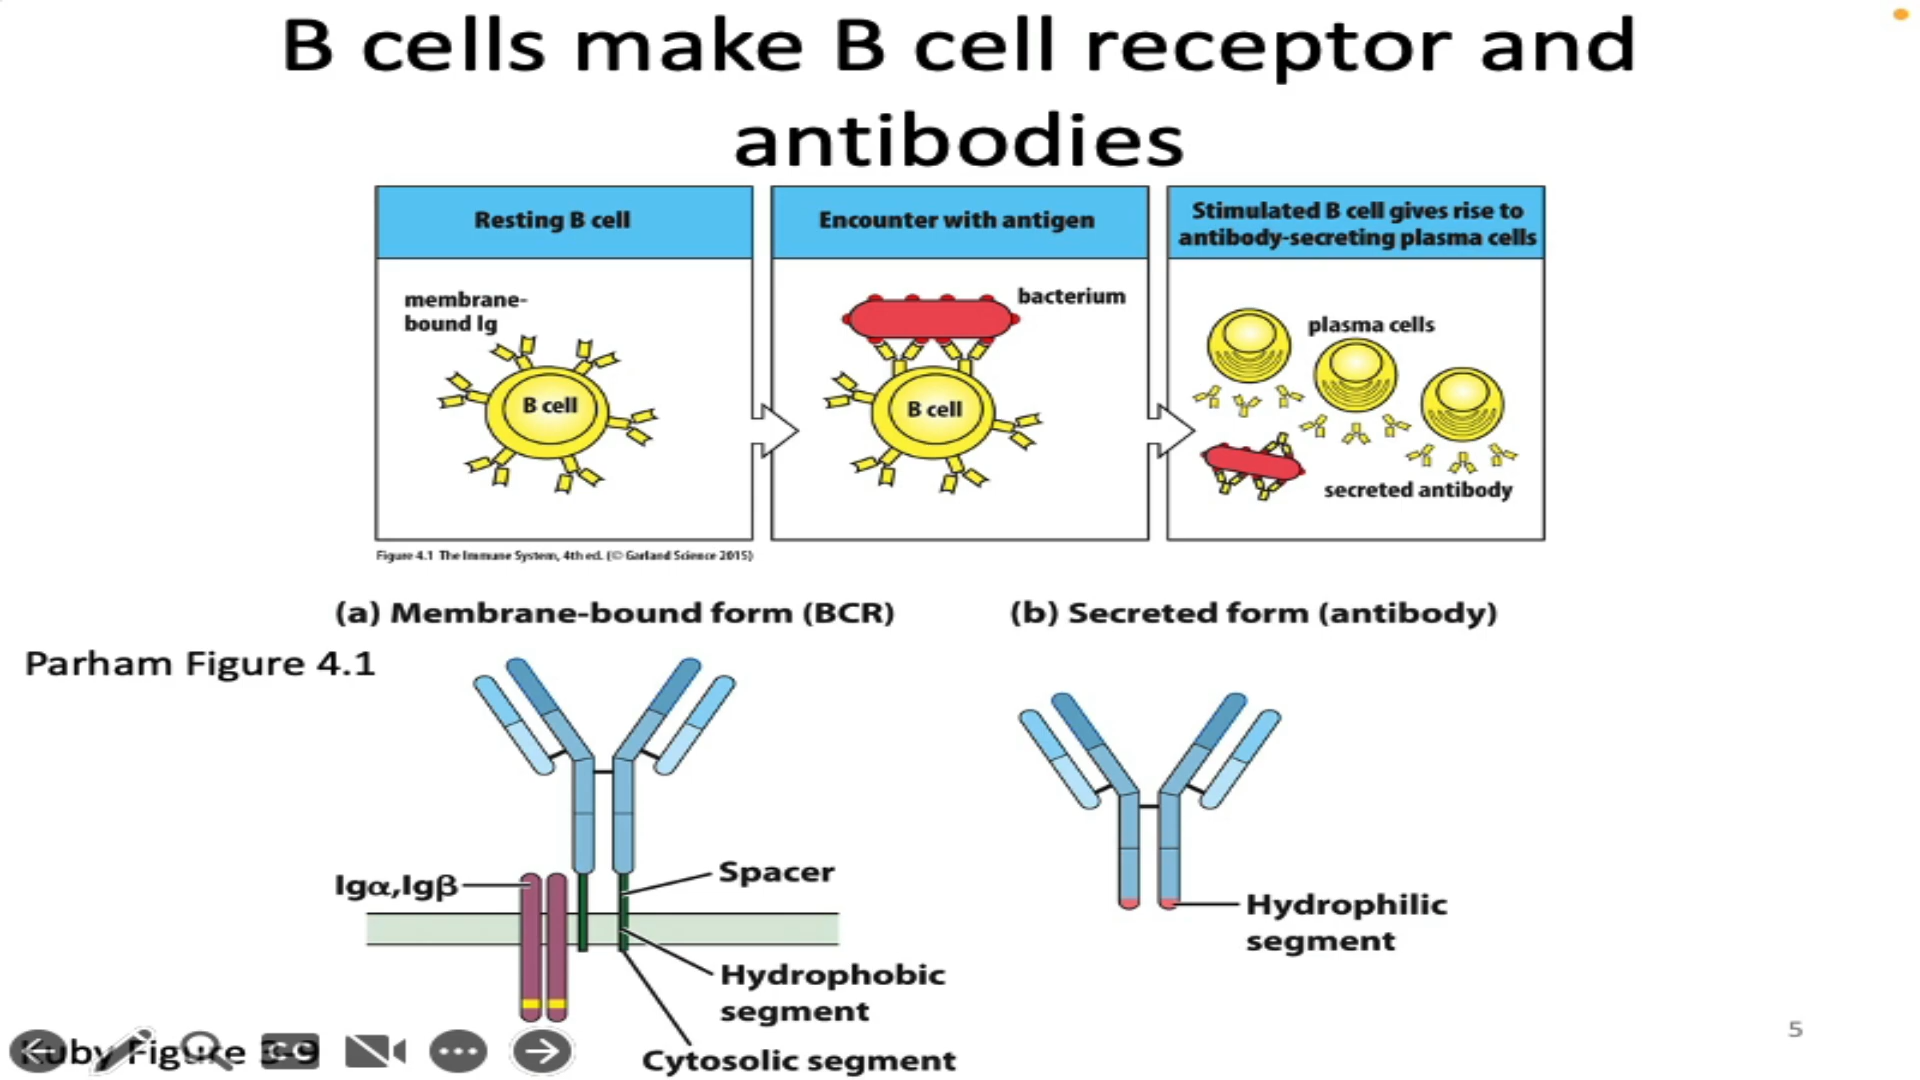 B cells make B cell receptor and
antibodies
Resting B cell
membrane-
bound Ig
B cell
Encounter with antigen
bacterium
B cell
Stimulated B cell gives rise to
antibody-secreting plasma cells
plasma cells
secreted antibody
Figure 4.1 The Immune System, 4th ed. (© Garland Science 2015)
(a) Membrane-bound form (BCR)
(b) Secreted form (antibody)
Parham Figure 4.1
Igα,Igβ
Spacer
Hydrophobic
segment
Cytosolic segment
Hydrophilic
segment
Figure 3-9
CC
5